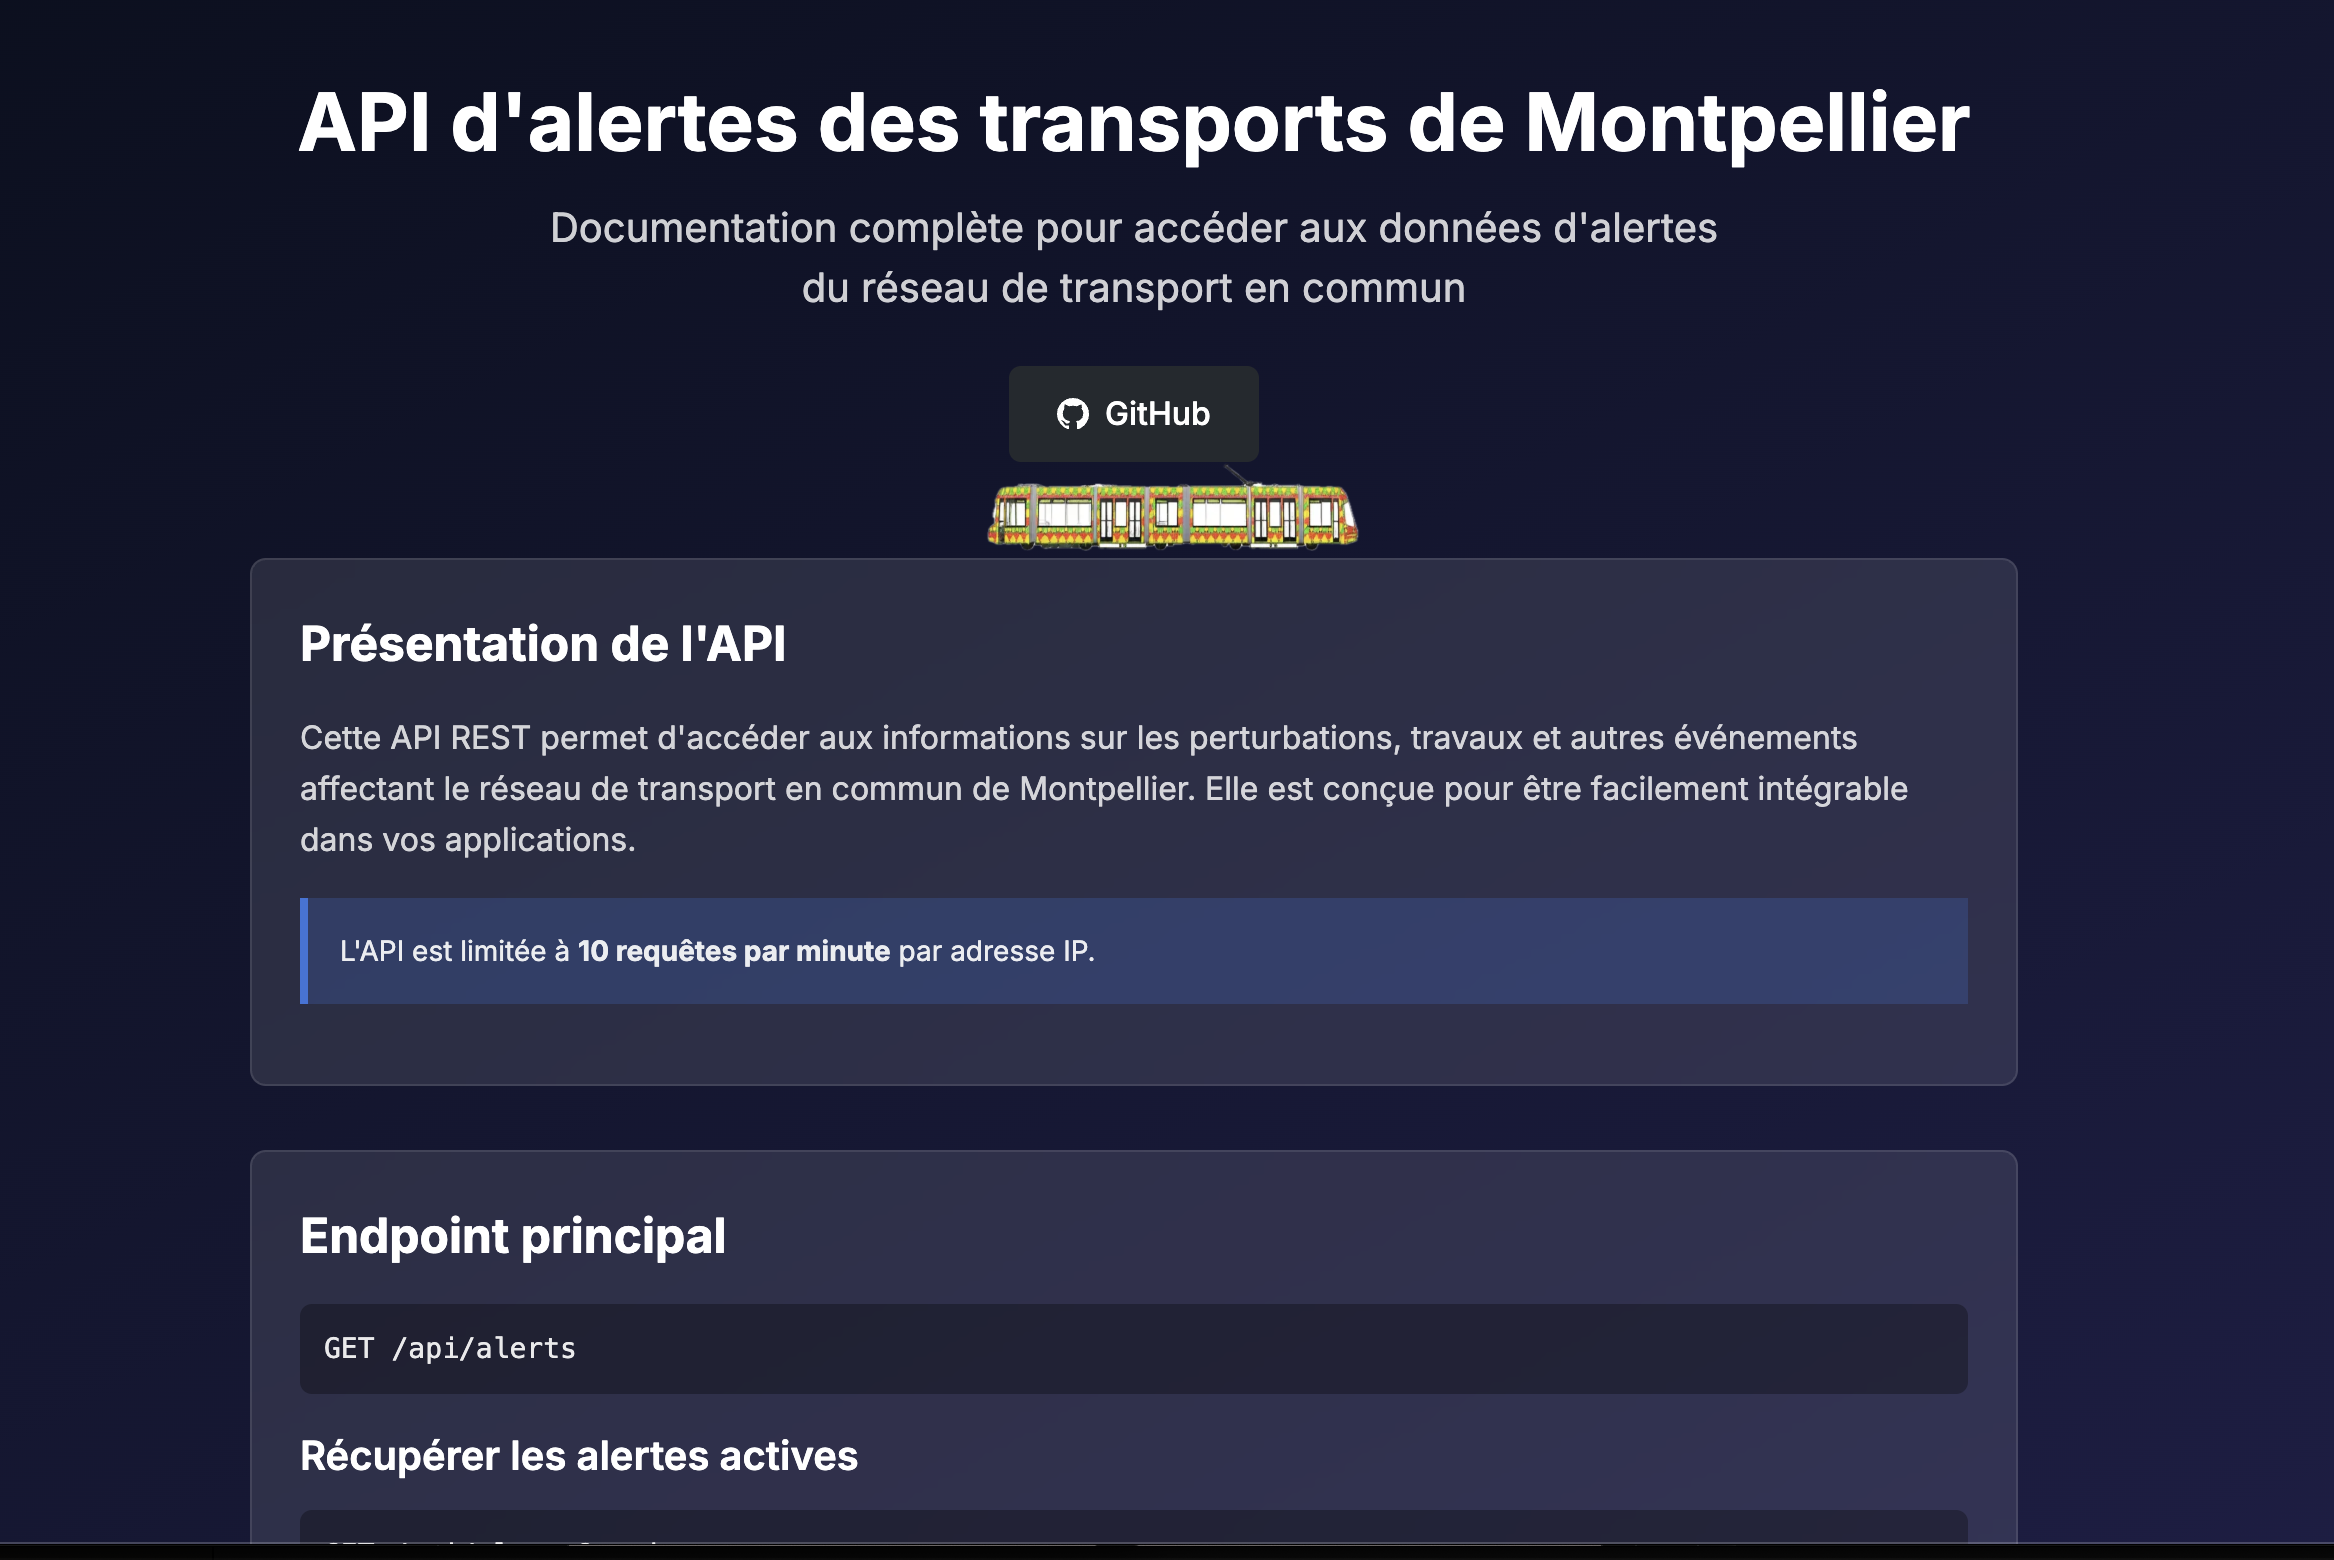 API d'alertes des transports de Montpellier
Documentation complète pour accéder aux données d'alertes
du réseau de transport en commun
GitHub
Présentation de l'API
Cette API REST permet d'accéder aux informations sur les perturbations, travaux et autres événements
affectant le réseau de transport en commun de Montpellier. Elle est conçue pour être facilement intégrable
dans vos applications.
L'API est limitée à 10 requêtes par minute par adresse IP.
Endpoint principal
GET /api/alerts
Récupérer les alertes actives